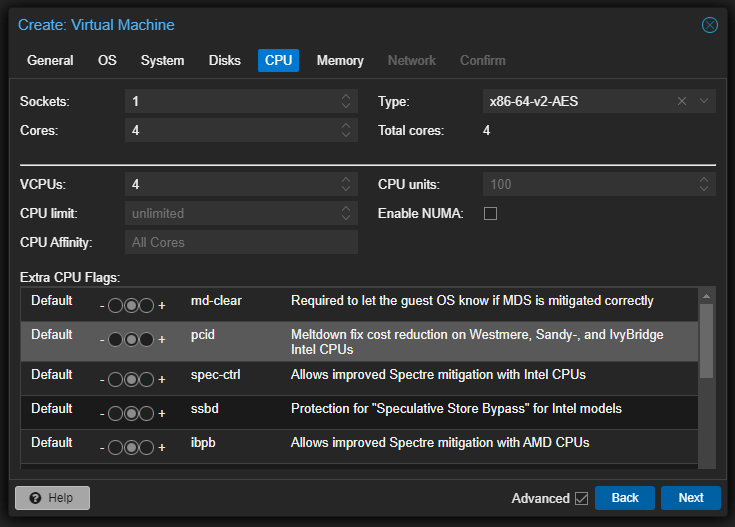 Create: Virtual Machine
General OS System Disks CPU Memory Network Confirm
Sockets: 1 Type: x86-64-v2-AES
Cores: 4 Total cores: 4
VCPUs: 4 CPU units: 100
CPU limit: unlimited Enable NUMA:
CPU Affinity: All Cores
Extra CPU Flags:
Default - + md-clear Required to let the guest OS know if MDS is mitigated correctly
Default - + pcid Meltdown fix cost reduction on Westmere, Sandy-, and IvyBridge
Intel CPUs
Default - + spec-ctrl Allows improved Spectre mitigation with Intel CPUs
Default - + ssbd Protection for "Speculative Store Bypass" for Intel models
Default - + ibpb Allows improved Spectre mitigation with AMD CPUs
? Help Advanced Back Next